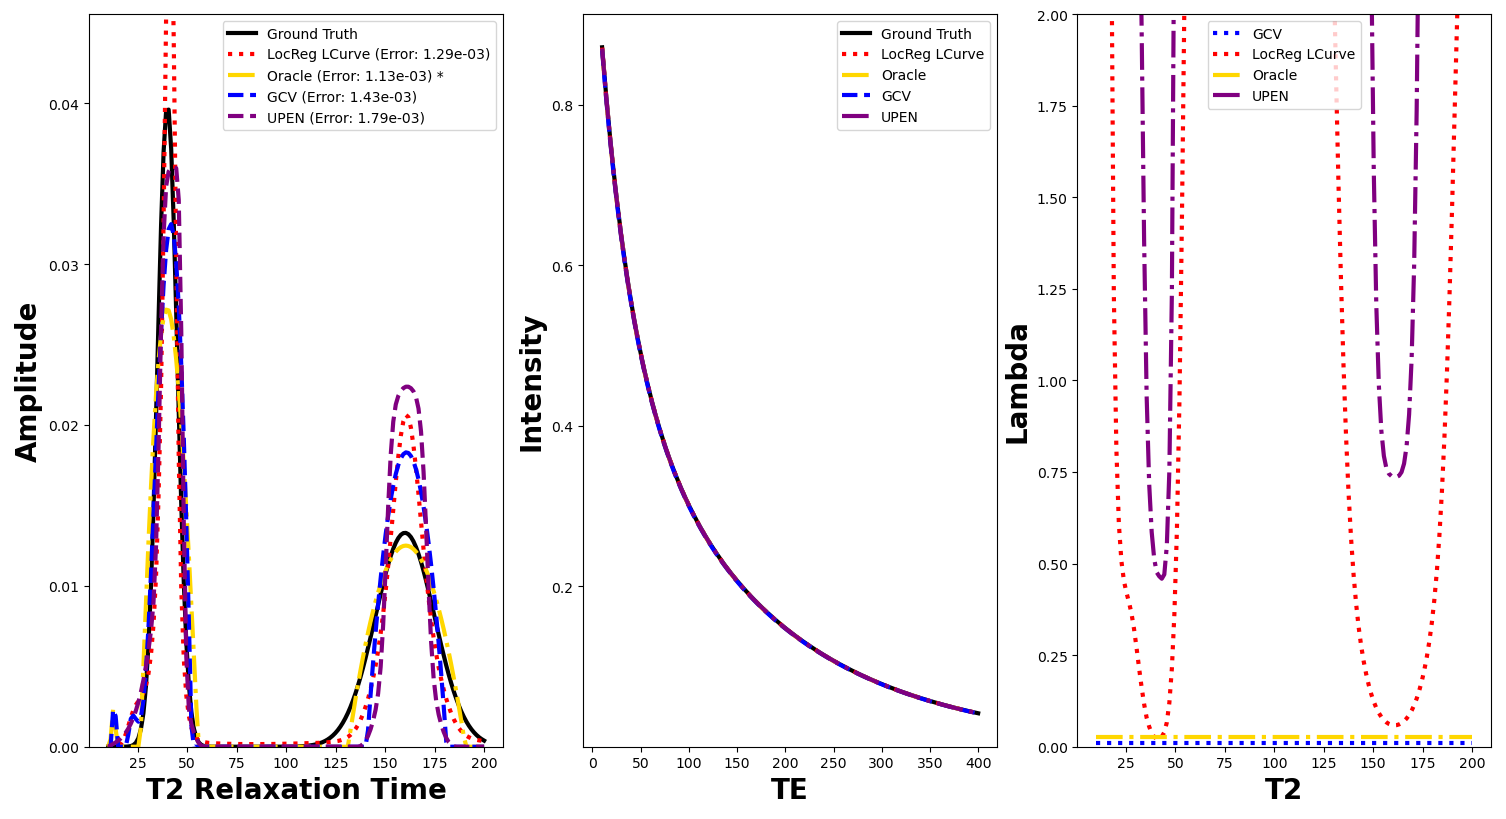 Amplitude
0.04
0.03
0.02
0.01
0.00
25 50 75 100 125 150 175 200
T2 Relaxation Time
Ground Truth
LocReg LCurve (Error: 1.29e-03)
Oracle (Error: 1.13e-03) *
GCV (Error: 1.43e-03)
UPEN (Error: 1.79e-03)
Intensity
0.8
0.6
0.4
0.2
0 50 100 150 200 250 300 350 400
TE
Ground Truth
LocReg LCurve
Oracle
GCV
UPEN
Lambda
2.00
1.75
1.50
1.25
1.00
0.75
0.50
0.25
0.00
25 50 75 100 125 150 175 200
T2
GCV
LocReg LCurve
Oracle
UPEN